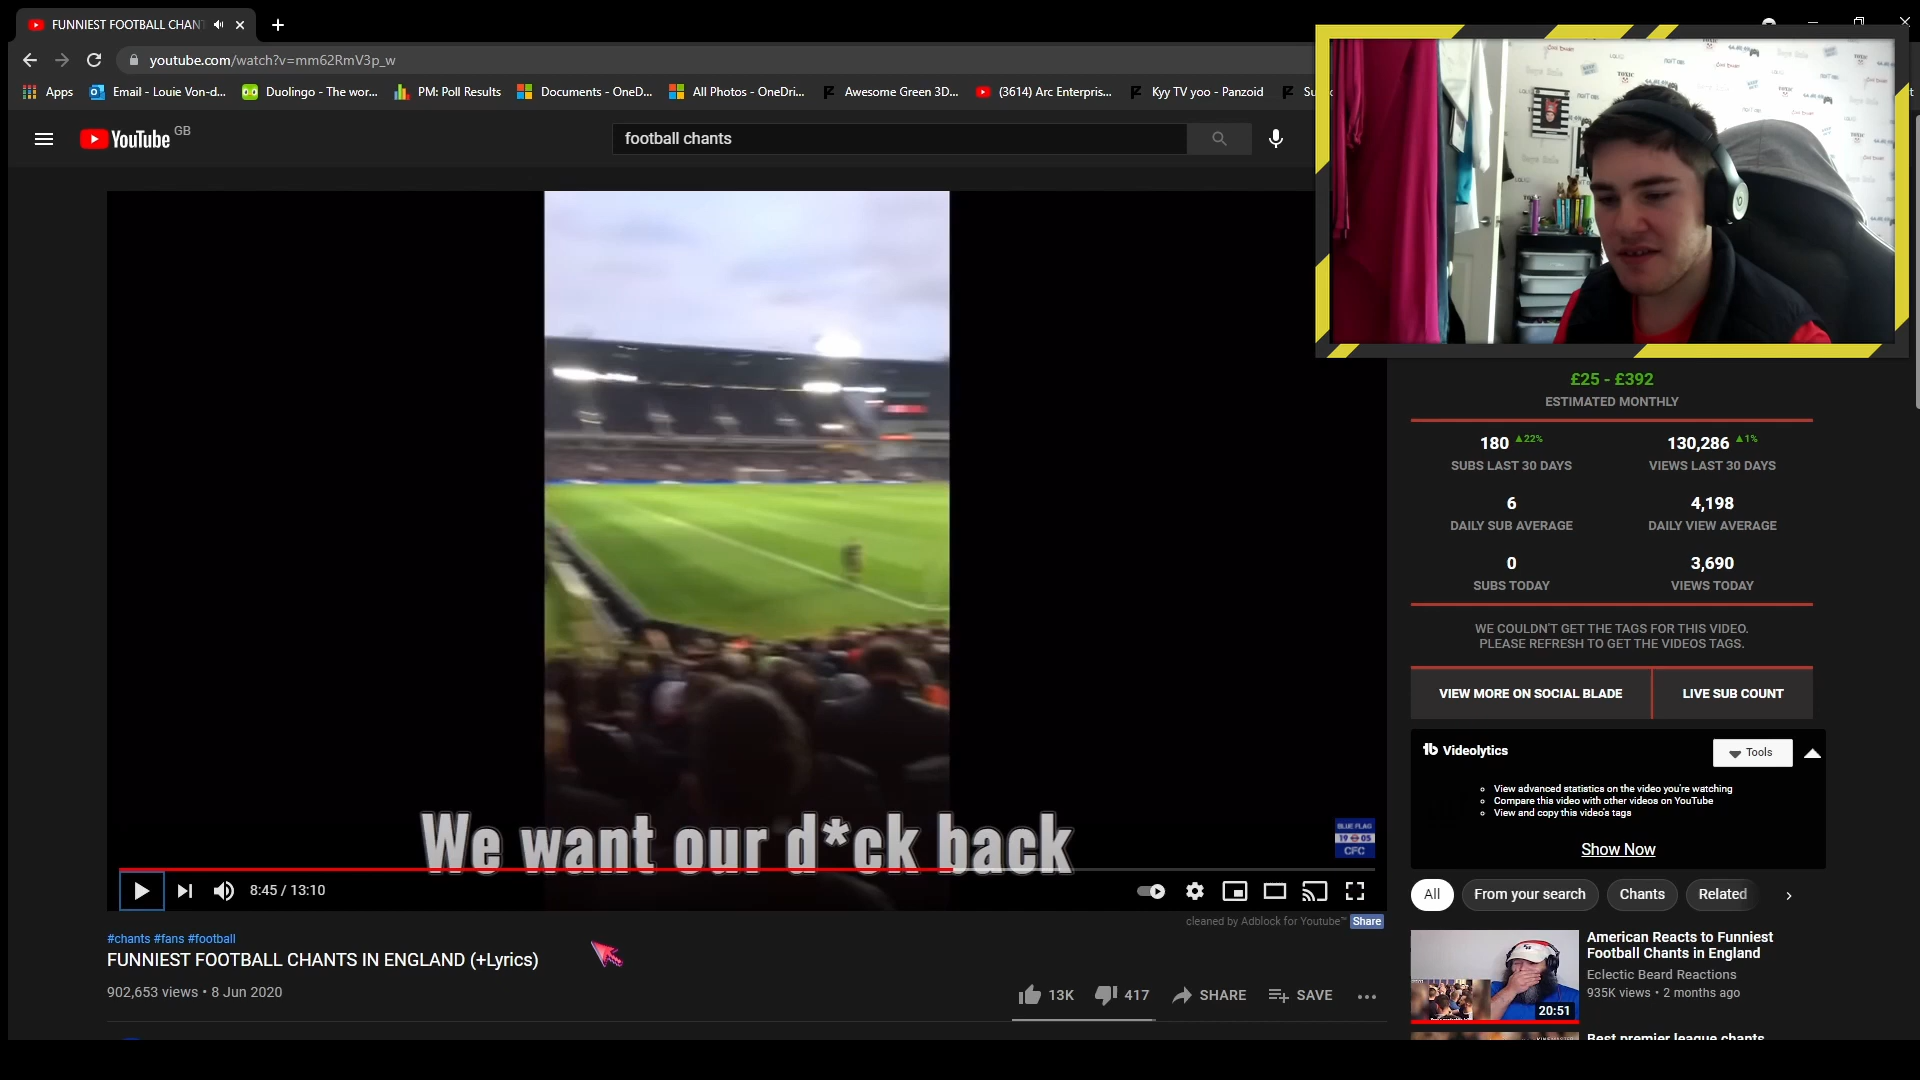 FUNNIEST FOOTBALL CHAN
youtube.com/watch?v=mm62RmV3p_w
Apps
Email - Louie Von-d...
Duolingo - The wor...
PM: Poll Results
Documents - OneD...
All Photos - OneDri...
Awesome Green 3D...
(3614) Arc Enterpris...
Kyy TV yoo - Panzoid
YouTube GB
football chants
£25 - £392
ESTIMATED MONTHLY
180 ▲22%
130,286 ▲1%
SUBS LAST 30 DAYS
VIEWS LAST 30 DAYS
6
4,198
DAILY SUB AVERAGE
DAILY VIEW AVERAGE
0
3,690
SUBS TODAY
VIEWS TODAY
WE COULDN'T GET THE TAGS FOR THIS VIDEO.
PLEASE REFRESH TO GET THE VIDEOS TAGS.
VIEW MORE ON SOCIAL BLADE
LIVE SUB COUNT
Videolytics
Tools
View advanced statistics on the video you're watching
Compare this video with other videos on YouTube
View and copy this video's tags
Show Now
We want our d*ck back
BLUE FLAG
19 05
CFC
8:45 / 13:10
cleaned by Adblock for Youtube™ Share
All
From your search
Chants
Related
#chants #fans #football
FUNNIEST FOOTBALL CHANTS IN ENGLAND (+Lyrics)
902,653 views • 8 Jun 2020
13K
417
SHARE
SAVE
American Reacts to Funniest
Football Chants in England
Eclectic Beard Reactions
935K views • 2 months ago
20:51
Best premier league chants